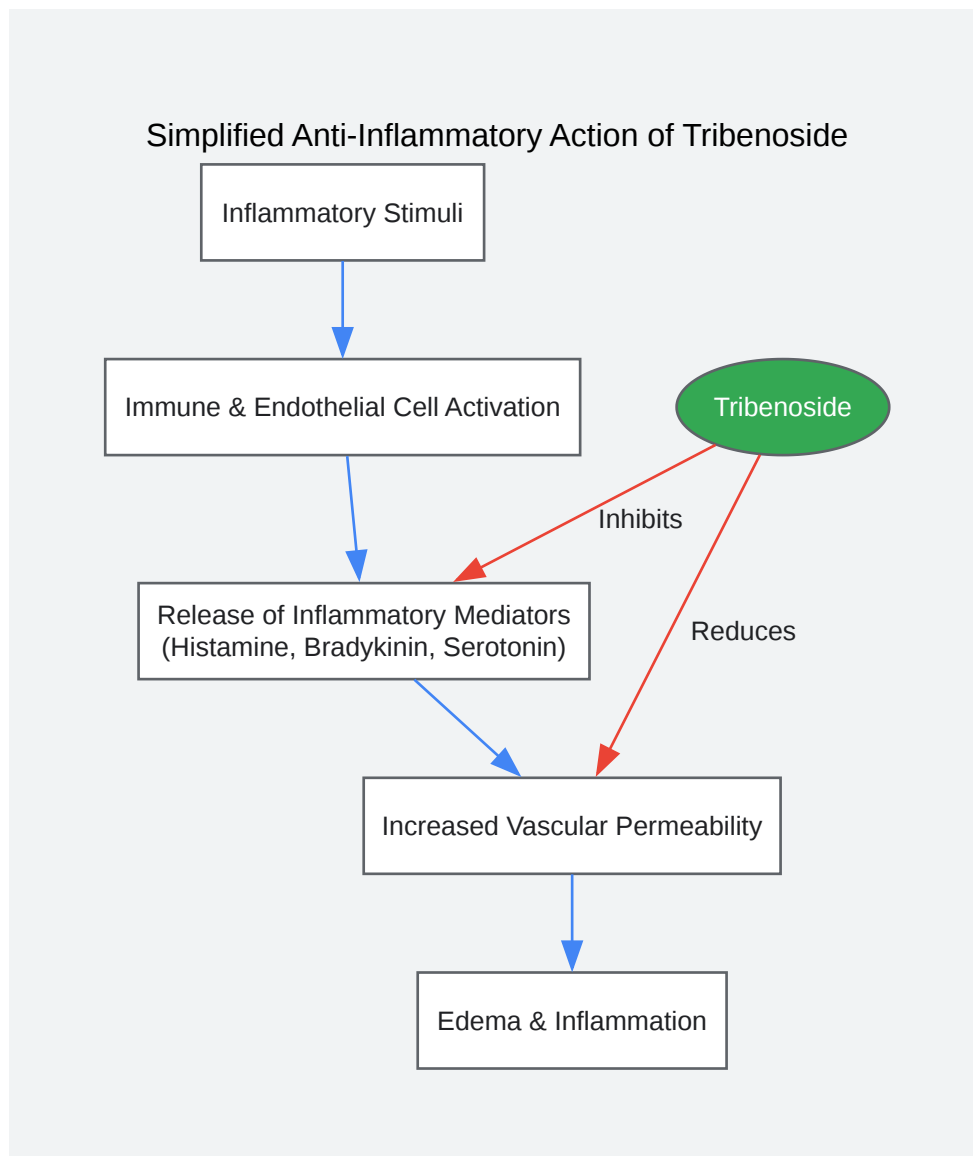 Simplified Anti-Inflammatory Action of Tribenoside
Inflammatory Stimuli
Immune & Endothelial Cell Activation
Tribenoside
Inhibits
Release of Inflammatory Mediators
(Histamine, Bradykinin, Serotonin)
Reduces
Increased Vascular Permeability
Edema & Inflammation